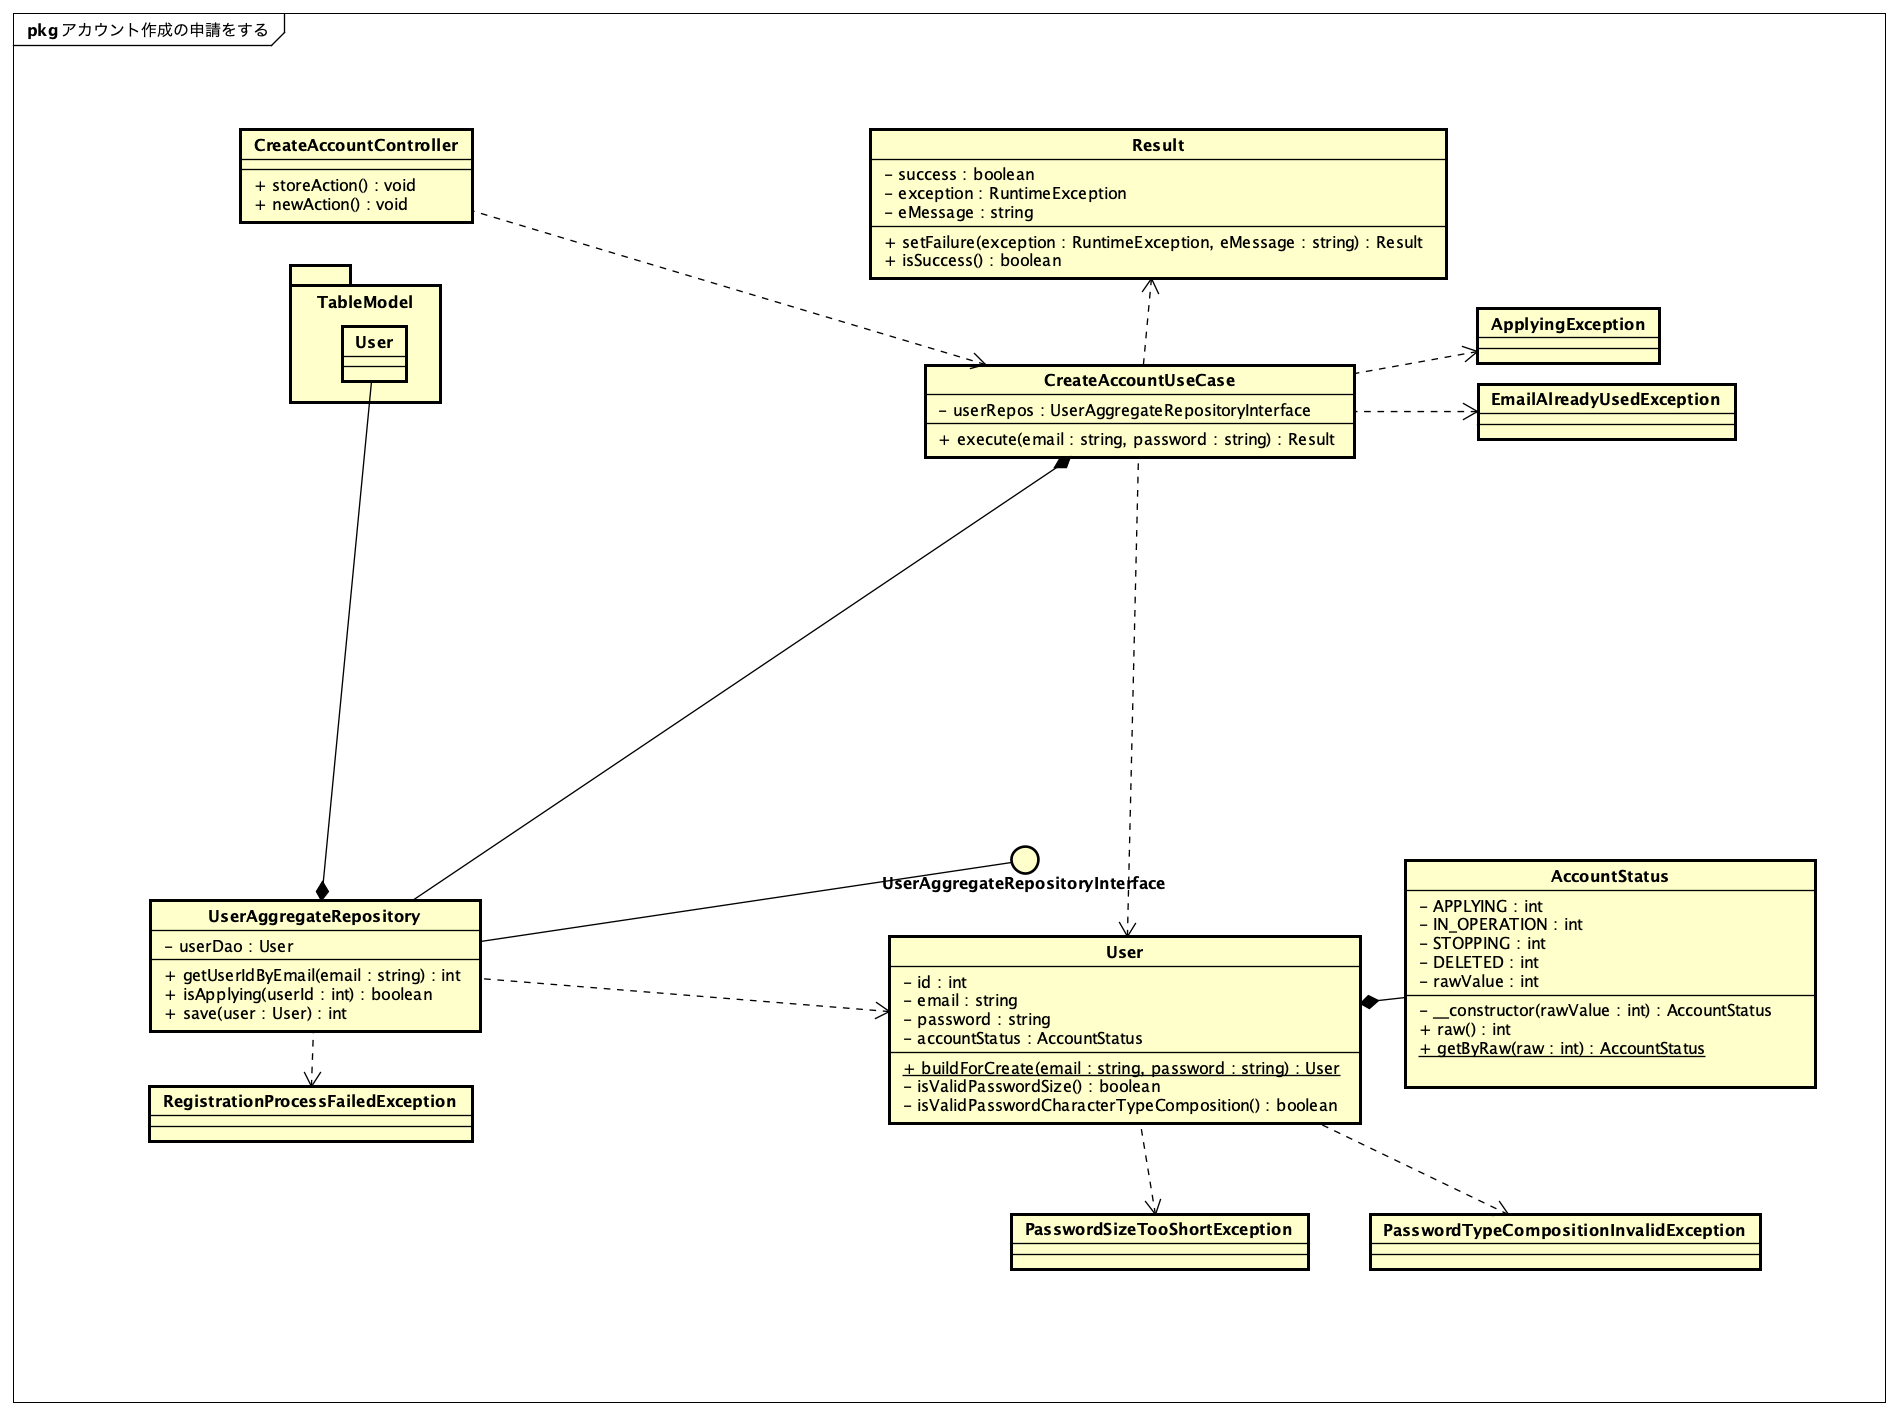 pkg アカウント作成の申請をする
CreateAccountController
+ storeAction() : void
+ newAction() : void
Result
- success : boolean
- exception : RuntimeException
- eMessage : string
+ setFailure(exception : RuntimeException, eMessage : string) : Result
+ isSuccess() : boolean
TableModel
User
ApplyingException
EmailAlreadyUsedException
CreateAccountUseCase
- userRepos : UserAggregateRepositoryInterface
+ execute(email : string, password : string) : Result
UserAggregateRepositoryInterface
UserAggregateRepository
- userDao : User
+ getUserIdByEmail(email : string) : int
+ isApplying(userId : int) : boolean
+ save(user : User) : int
User
- id : int
- email : string
- password : string
- accountStatus : AccountStatus
+ buildForCreate(email : string, password : string) : User
- isValidPasswordSize() : boolean
- isValidPasswordCharacterTypeComposition() : boolean
AccountStatus
- APPLYING : int
- IN_OPERATION : int
- STOPPING : int
- DELETED : int
- rawValue : int
- __constructor(rawValue : int) : AccountStatus
+ raw() : int
+ getByRaw(raw : int) : AccountStatus
RegistrationProcessFailedException
PasswordSizeTooShortException
PasswordTypeCompositionInvalidException